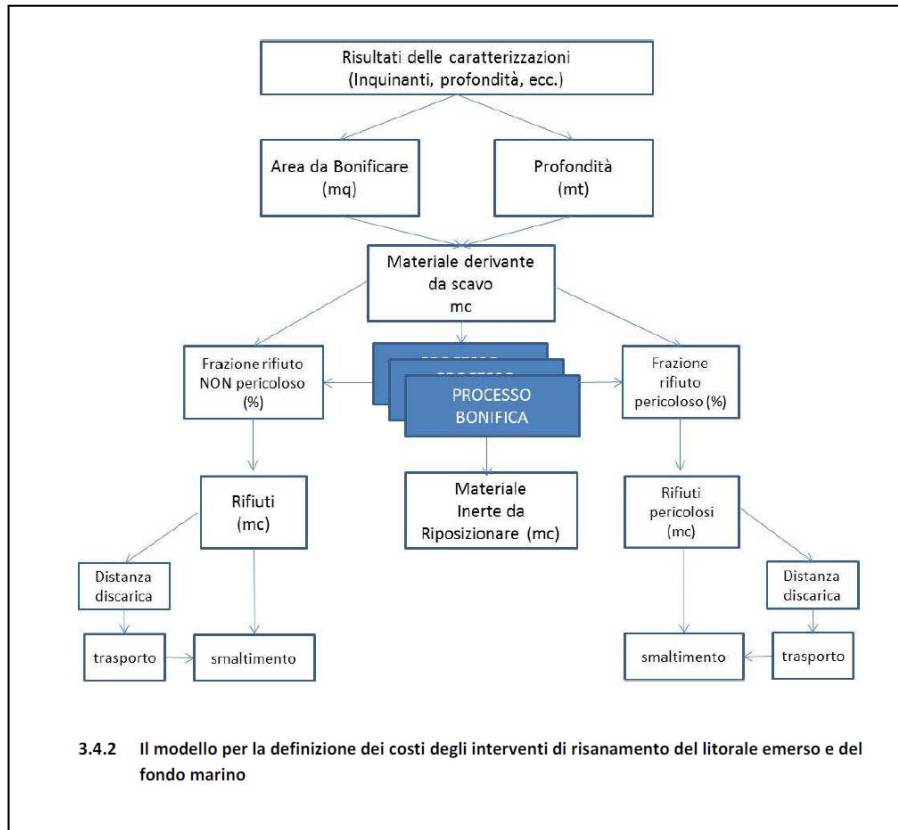 Risultati delle caratterizzazioni
(Inquinanti, profondità, ecc.)
Area da Bonificare
(mq)
Profondità
(mt)
Materiale derivante
da scavo
mc
Frazione rifiuto
NON pericoloso
(%)
PROCESSO
PROCESSO
PROCESSO
BONIFICA
Frazione
rifiuto
pericoloso (%)
Rifiuti
(mc)
Materiale
Inerte da
Riposizionare (mc)
Rifiuti
pericolosi
(mc)
Distanza
discarica
Distanza
discarica
trasporto
smaltimento
smaltimento
trasporto
3.4.2 Il modello per la definizione dei costi degli interventi di risanamento del litorale emerso e del
fondo marino